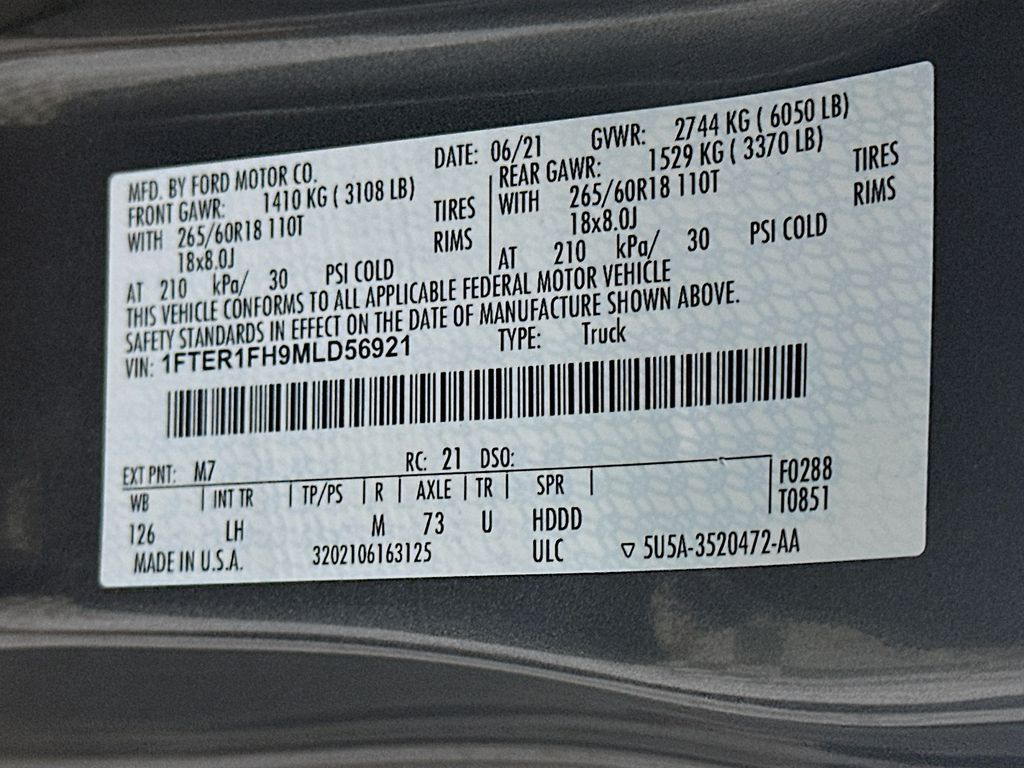 MFD. BY FORD MOTOR CO. DATE: 06/21 GVWR: 2744 KG ( 6050 LB)
FRONT GAWR: 1410 KG ( 3108 LB) REAR GAWR: 1529 KG ( 3370 LB)
WITH 265/60R18 110T TIRES WITH 265/60R18 110T TIRES
18x8.0J RIMS 18x8.0J RIMS
AT 210 kPa/ 30 PSI COLD AT 210 kPa/ 30 PSI COLD
THIS VEHICLE CONFORMS TO ALL APPLICABLE FEDERAL MOTOR VEHICLE
SAFETY STANDARDS IN EFFECT ON THE DATE OF MANUFACTURE SHOWN ABOVE.
VIN: 1FTER1FH9MLD56921 TYPE: Truck
EXT PNT: M7 RC: 21 DSO:
WB INT TR TP/PS R AXLE TR SPR F0288
126 LH M 73 U HDDD T0851
MADE IN U.S.A. 3202106163125 ULC ▽ 5U5A-3520472-AA